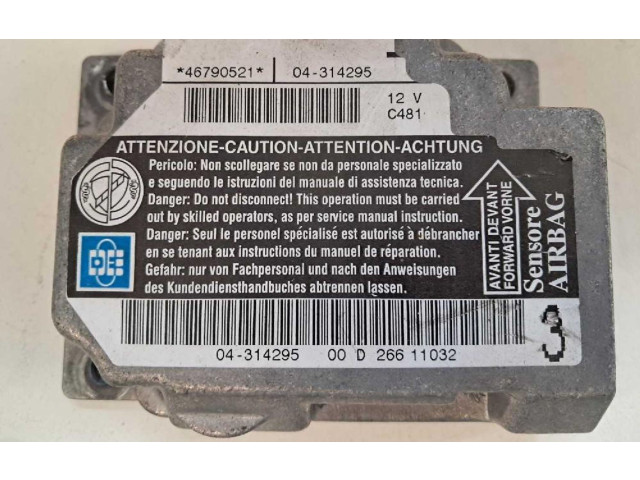 *46790521* 04-314295
12 V
C481
ATTENZIONE-CAUTION-ATTENTION-ACHTUNG
Pericolo: Non scollegare se non da personale specializzato
e seguendo le istruzioni del manuale di assistenza tecnica.
Danger: Do not disconnect! This operation must be carried
out by skilled operators, as per service manual instruction.
Danger: Seul le personel spécialisé est autorisé à débrancher
en se tenant aux instructions du manuel de réparation.
Gefahr: nur von Fachpersonal und nach den Anweisungen
des Kundendiensthandbuches abtrennen lassen.
AVANTI DEVANT
FORWARD VORNE
Sensore
AIRBAG
04-314295 00 D 266 11032
3